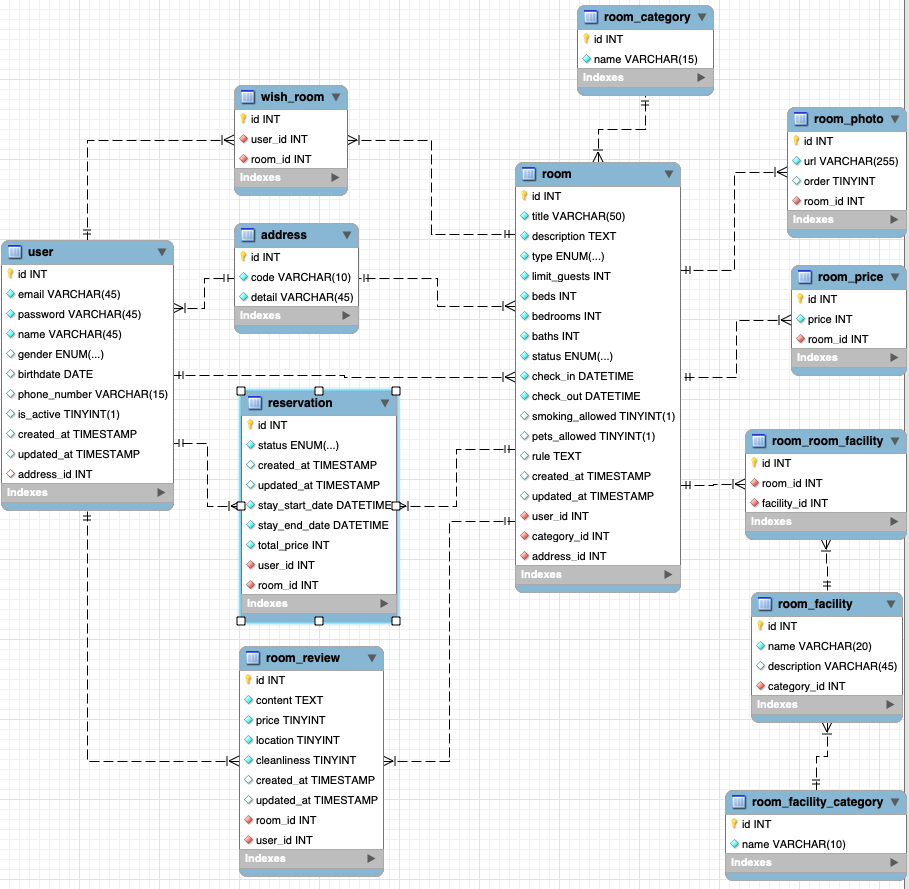 room_category
id INT
name VARCHAR(15)
Indexes
wish_room
id INT
user_id INT
room_id INT
Indexes
room_photo
id INT
url VARCHAR(255)
order TINYINT
room_id INT
Indexes
room
id INT
title VARCHAR(50)
description TEXT
type ENUM(...)
limit_guests INT
beds INT
bedrooms INT
baths INT
status ENUM(...)
check_in DATETIME
check_out DATETIME
smoking_allowed TINYINT(1)
pets_allowed TINYINT(1)
rule TEXT
created_at TIMESTAMP
updated_at TIMESTAMP
user_id INT
category_id INT
address_id INT
Indexes
address
id INT
code VARCHAR(10)
detail VARCHAR(45)
Indexes
user
id INT
email VARCHAR(45)
password VARCHAR(45)
name VARCHAR(45)
gender ENUM(...)
birthdate DATE
phone_number VARCHAR(15)
is_active TINYINT(1)
created_at TIMESTAMP
updated_at TIMESTAMP
address_id INT
Indexes
room_price
id INT
price INT
room_id INT
Indexes
reservation
id INT
status ENUM(...)
created_at TIMESTAMP
updated_at TIMESTAMP
stay_start_date DATETIME
stay_end_date DATETIME
total_price INT
user_id INT
room_id INT
Indexes
room_room_facility
id INT
room_id INT
facility_id INT
Indexes
room_facility
id INT
name VARCHAR(20)
description VARCHAR(45)
category_id INT
Indexes
room_review
id INT
content TEXT
price TINYINT
location TINYINT
cleanliness TINYINT
created_at TIMESTAMP
updated_at TIMESTAMP
room_id INT
user_id INT
Indexes
room_facility_category
id INT
name VARCHAR(10)
Indexes